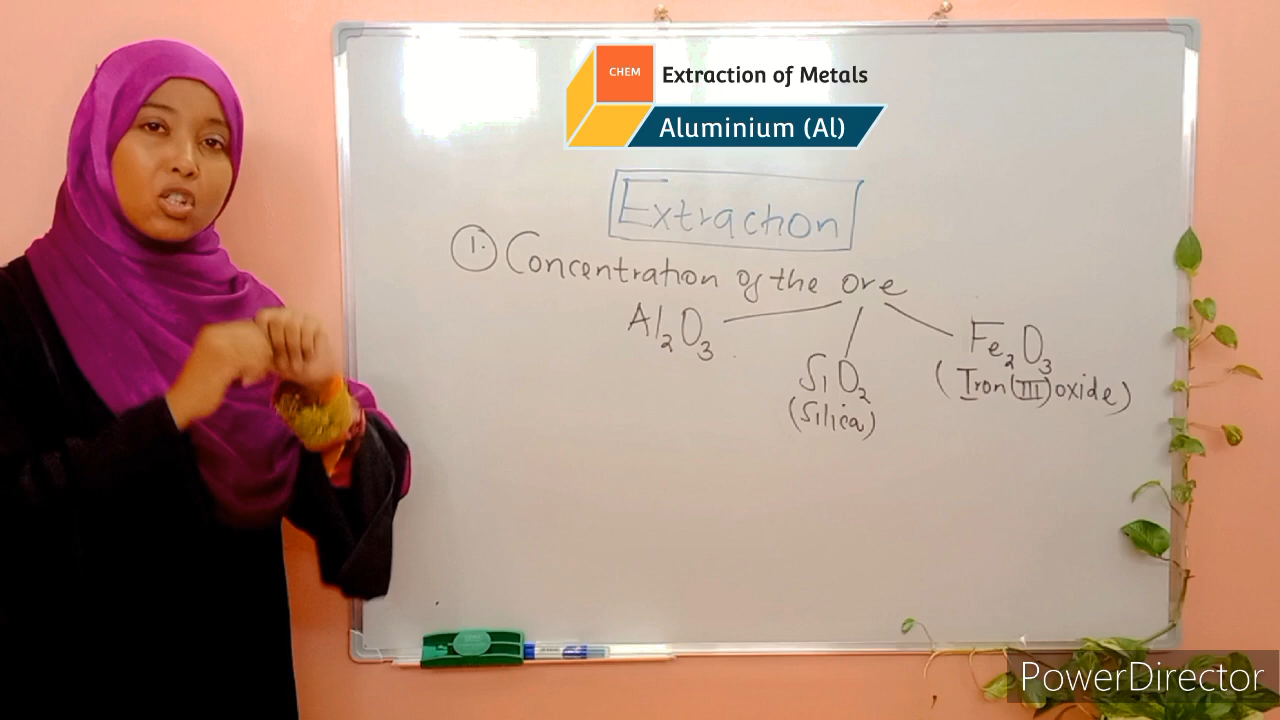 CHEM
Extraction of Metals
Aluminium (Al)
Extraction
1. Concentration of the ore
Al₂O₃
Fe₂O₃
SiO₂
(Iron(III)oxide)
(Silica)
PowerDirector